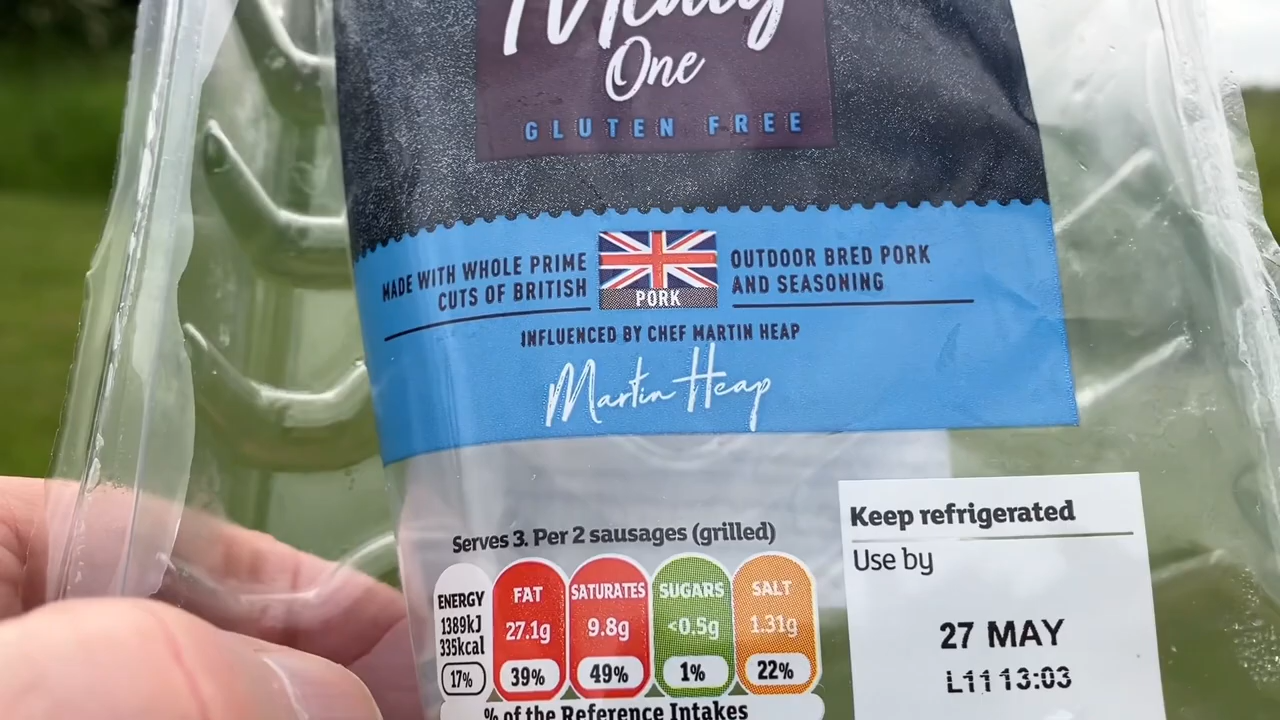 Meaty
One
GLUTEN FREE
MADE WITH WHOLE PRIME
CUTS OF BRITISH
PORK
OUTDOOR BRED PORK
AND SEASONING
INFLUENCED BY CHEF MARTIN HEAP
Martin Heap
Serves 3. Per 2 sausages (grilled)
ENERGY
1389kJ
335kcal
17%
FAT
27.1g
39%
SATURATES
9.8g
49%
SUGARS
<0.5g
1%
SALT
1.31g
22%
% of the Reference Intakes
Keep refrigerated
Use by
27 MAY
L11 13:03